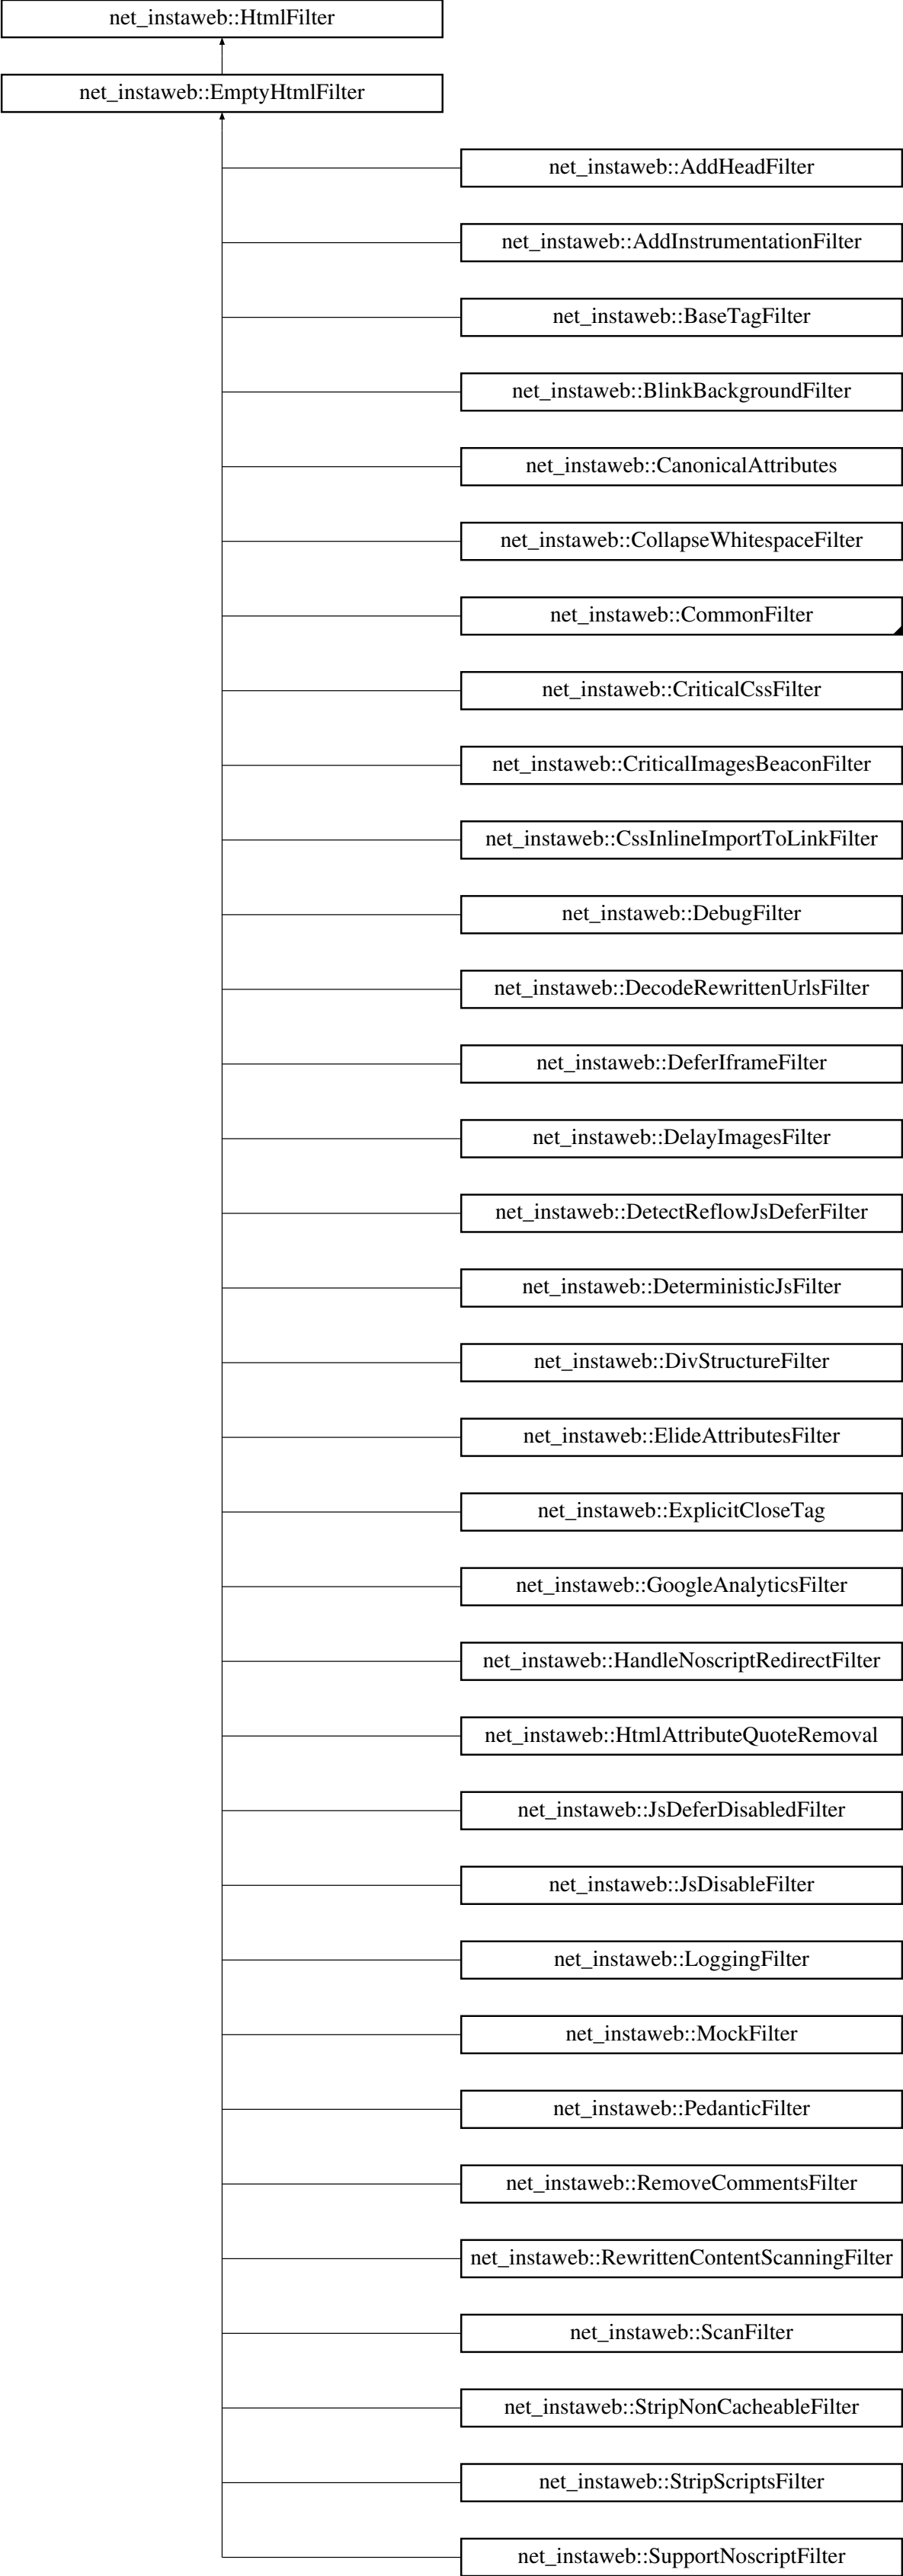 net_instaweb::HtmlFilter
net_instaweb::EmptyHtmlFilter
net_instaweb::AddHeadFilter
net_instaweb::AddInstrumentationFilter
net_instaweb::BaseTagFilter
net_instaweb::BlinkBackgroundFilter
net_instaweb::CanonicalAttributes
net_instaweb::CollapseWhitespaceFilter
net_instaweb::CommonFilter
net_instaweb::CriticalCssFilter
net_instaweb::CriticalImagesBeaconFilter
net_instaweb::CssInlineImportToLinkFilter
net_instaweb::DebugFilter
net_instaweb::DecodeRewrittenUrlsFilter
net_instaweb::DeferIframeFilter
net_instaweb::DelayImagesFilter
net_instaweb::DetectReflowJsDeferFilter
net_instaweb::DeterministicJsFilter
net_instaweb::DivStructureFilter
net_instaweb::ElideAttributesFilter
net_instaweb::ExplicitCloseTag
net_instaweb::GoogleAnalyticsFilter
net_instaweb::HandleNoscriptRedirectFilter
net_instaweb::HtmlAttributeQuoteRemoval
net_instaweb::JsDeferDisabledFilter
net_instaweb::JsDisableFilter
net_instaweb::LoggingFilter
net_instaweb::MockFilter
net_instaweb::PedanticFilter
net_instaweb::RemoveCommentsFilter
net_instaweb::RewrittenContentScanningFilter
net_instaweb::ScanFilter
net_instaweb::StripNonCacheableFilter
net_instaweb::StripScriptsFilter
net_instaweb::SupportNoscriptFilter